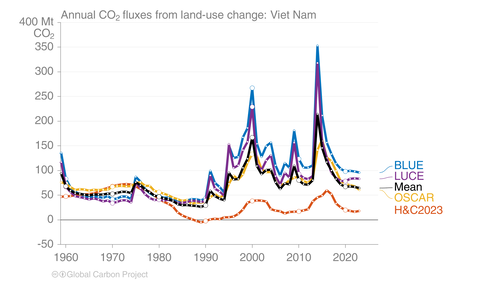 Annual CO₂ fluxes from land-use change: Viet Nam
400 Mt
CO₂
350
300
250
200
150
100
50
0
-50
1960
1970
1980
1990
2000
2010
2020
BLUE
LUCE
Mean
OSCAR
H&C2023
Global Carbon Project